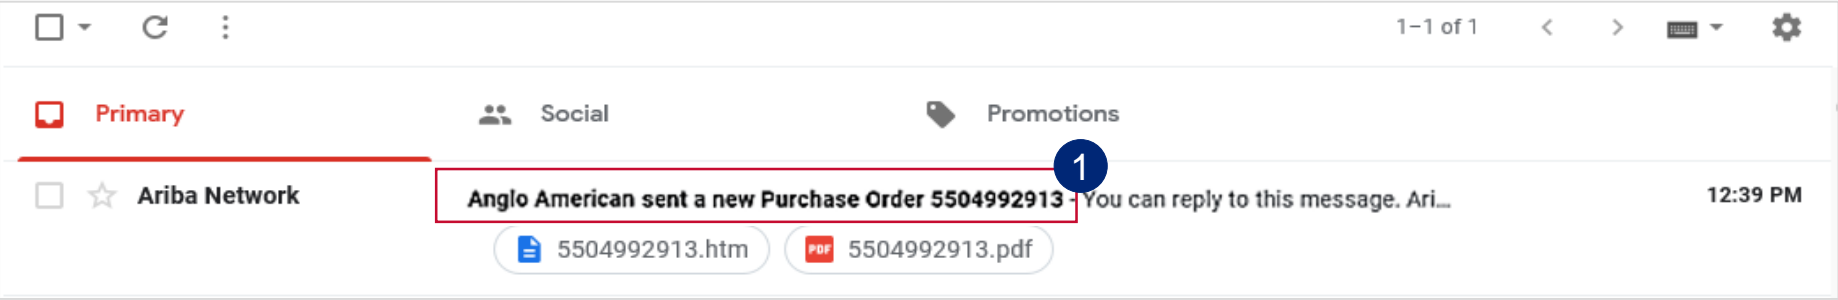 1–1 of 1
Primary
Social
Promotions
1
Ariba Network
Anglo American sent a new Purchase Order 5504992913 - You can reply to this message. Ari...
12:39 PM
5504992913.htm
PDF
5504992913.pdf